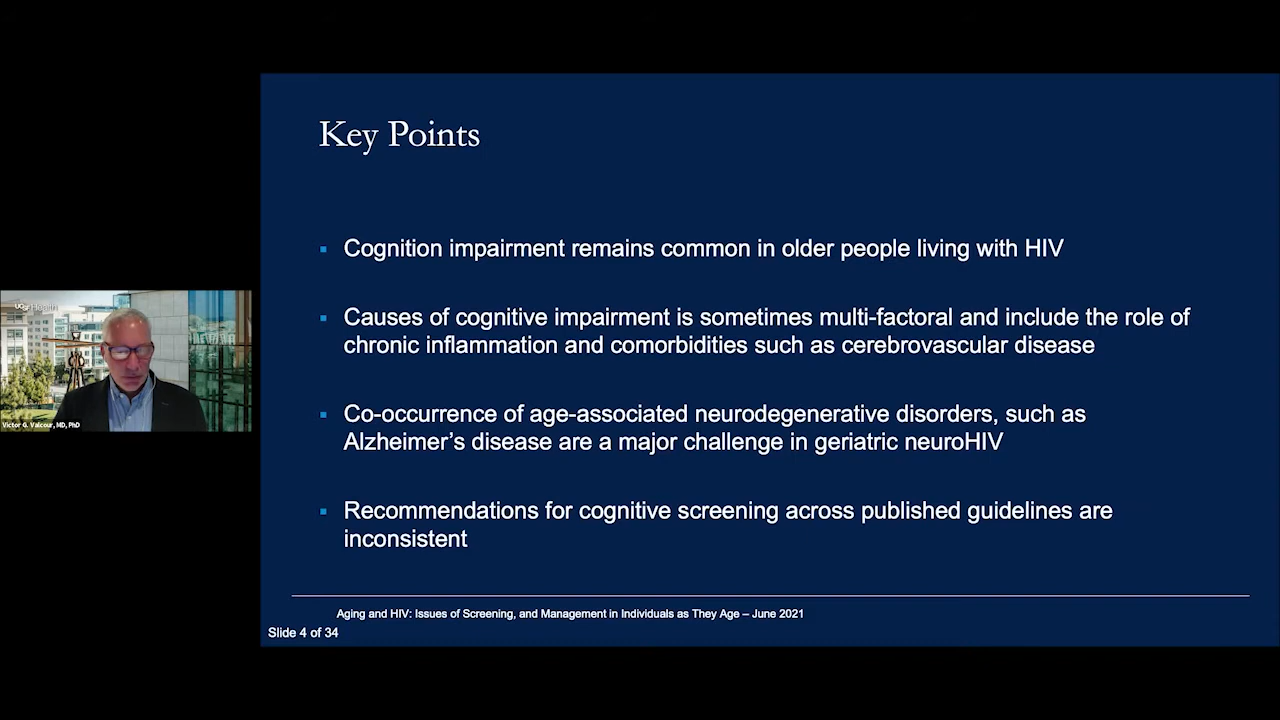 Key Points
Cognition impairment remains common in older people living with HIV
Causes of cognitive impairment is sometimes multi-factoral and include the role of
chronic inflammation and comorbidities such as cerebrovascular disease
Co-occurrence of age-associated neurodegenerative disorders, such as
Alzheimer's disease are a major challenge in geriatric neuroHIV
Recommendations for cognitive screening across published guidelines are
inconsistent
Aging and HIV: Issues of Screening, and Management in Individuals as They Age – June 2021
Slide 4 of 34
UCSF Health
Victor G. Valcour, MD, PhD